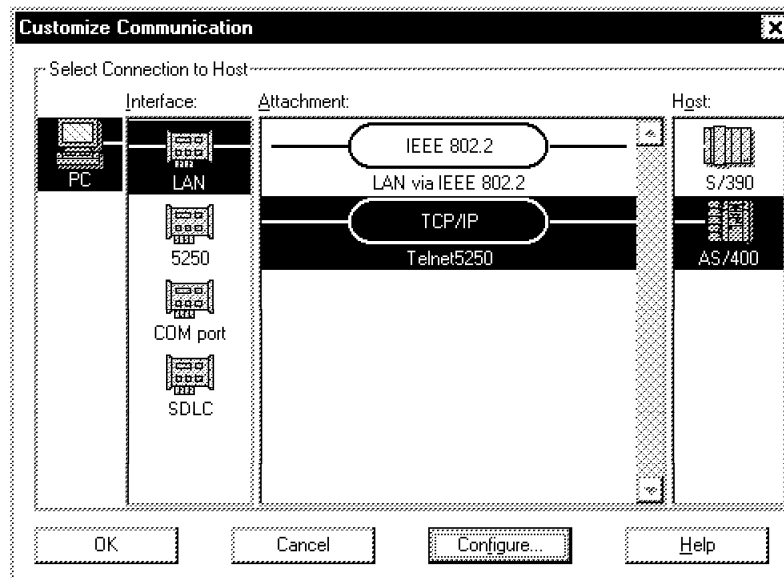 Customize Communication
Select Connection to Host
Interface: Attachment: Host:
IEEE 802.2
PC LAN LAN via IEEE 802.2 S/390
TCP/IP
5250 Telnet5250 AS/400
COM port
SDLC
OK Cancel Configure... Help